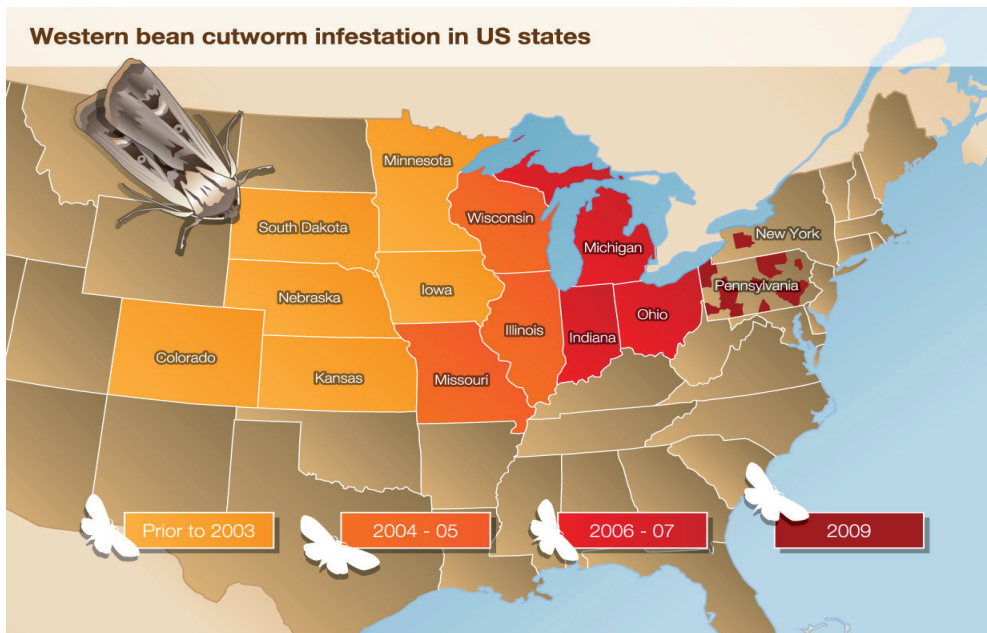 Western bean cutworm infestation in US states
Minnesota
Wisconsin
South Dakota
Michigan
New York
Nebraska
Iowa
Pennsylvania
Illinois
Indiana
Ohio
Colorado
Kansas
Missouri
Prior to 2003
2004 - 05
2006 - 07
2009